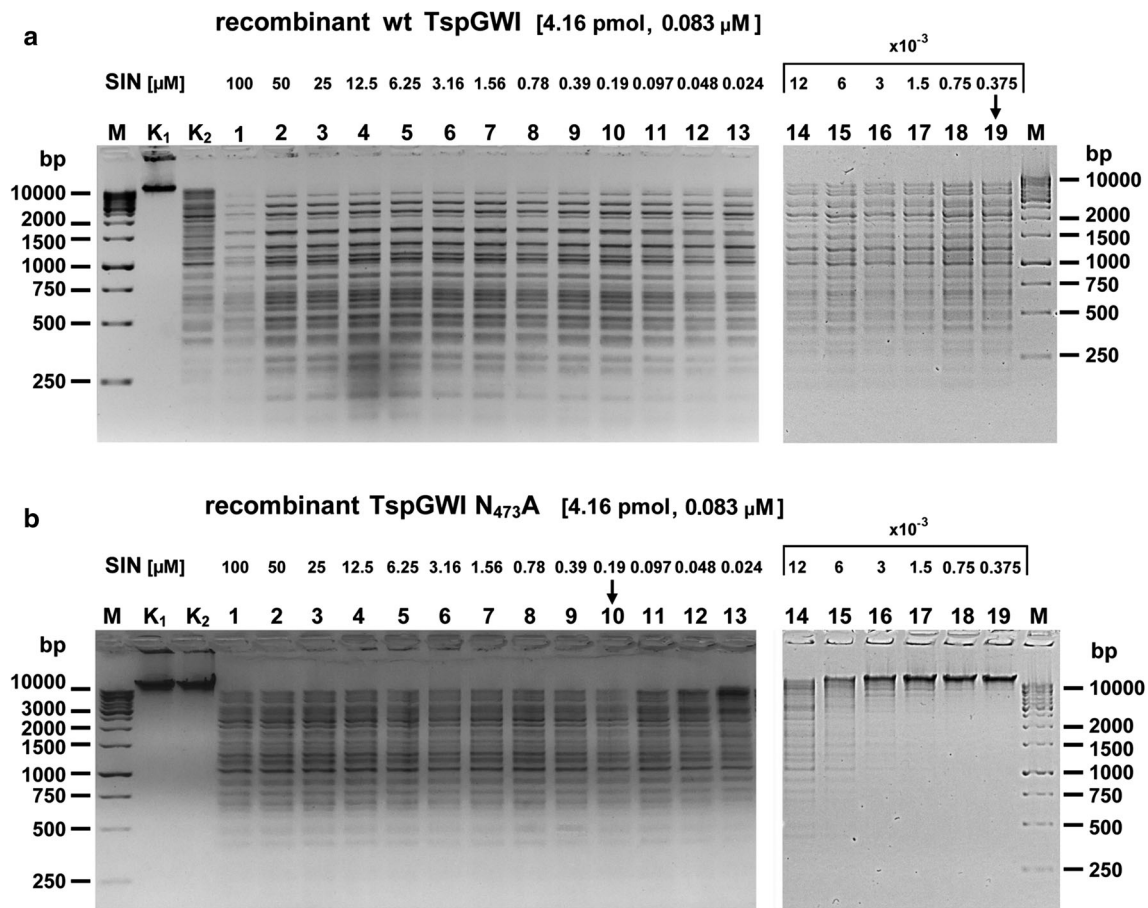 a
recombinant wt TspGWI [4.16 pmol, 0.083 µM]
x10⁻³
SIN [µM] 100 50 25 12.5 6.25 3.16 1.56 0.78 0.39 0.19 0.097 0.048 0.024 12 6 3 1.5 0.75 0.375
M K₁ K₂ 1 2 3 4 5 6 7 8 9 10 11 12 13 14 15 16 17 18 19 M
bp bp
10000 10000
2000 2000
1500 1500
1000 1000
750 750
500 500
250 250
b
recombinant TspGWI N₄₇₃A [4.16 pmol, 0.083 µM]
x10⁻³
SIN [µM] 100 50 25 12.5 6.25 3.16 1.56 0.78 0.39 0.19 0.097 0.048 0.024 12 6 3 1.5 0.75 0.375
M K₁ K₂ 1 2 3 4 5 6 7 8 9 10 11 12 13 14 15 16 17 18 19 M
bp bp
10000 10000
3000
2000 2000
1500 1500
1000 1000
750 750
500 500
250 250